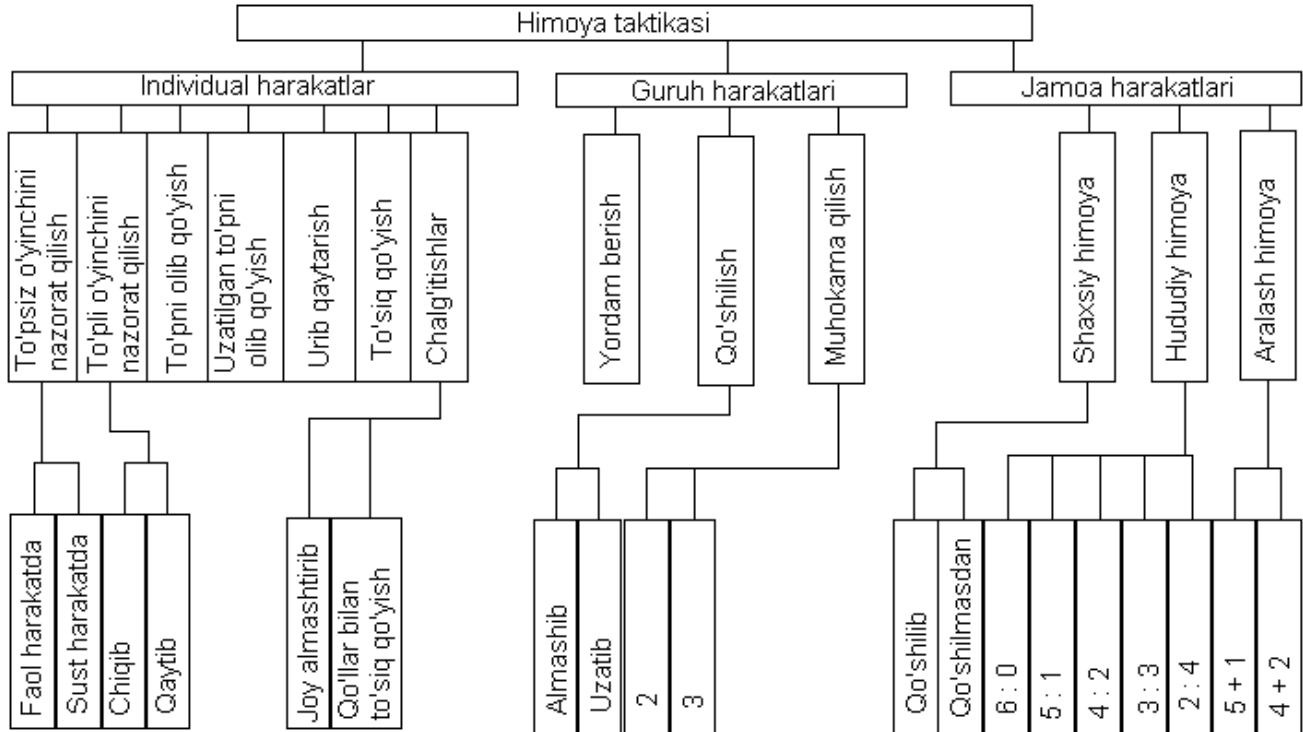 Himoya taktikasi
Individual harakatlar
Guruh harakatlari
Jamoa harakatlari
To'psiz o'yinchini
nazorat qilish
To'pli o'yinchini
nazorat qilish
To'pni olib qo'yish
Uzatilgan to'pni
olib qo'yish
Urib qaytarish
To'siq qo'yish
Chalg'itishlar
Yordam berish
Qo'shilish
Muhokama qilish
Shaxsiy himoya
Hududiy himoya
Aralash himoya
Faol harakatda
Sust harakatda
Chiqib
Qaytib
Joy almashtirib
Qo'llar bilan
to'siq qo'yish
Almashib
Uzatib
2
3
Qo'shilib
Qo'shilmasdan
6 : 0
5 : 1
4 : 2
3 : 3
2 : 4
5 + 1
4 + 2